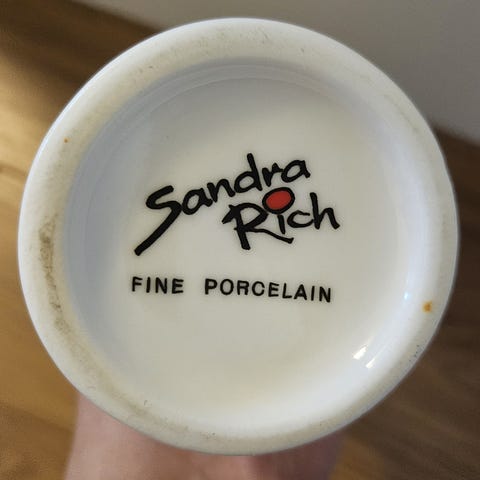 Sandra
Rich
FINE PORCELAIN